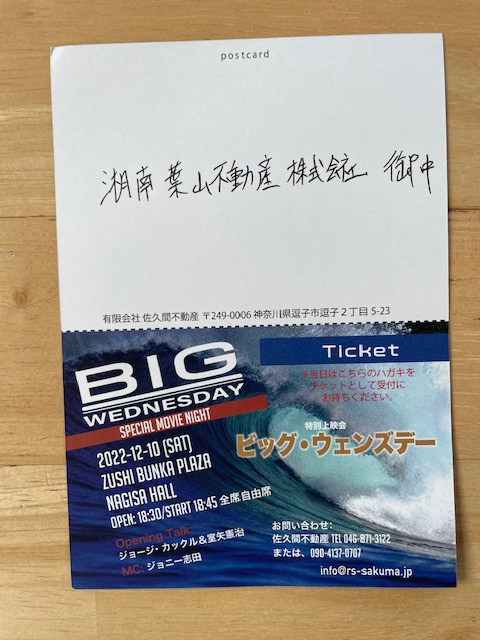 postcard
湘南葉山不動産 株式会社 御中
有限会社 佐久間不動産 〒249-0006 神奈川県逗子市逗子2丁目5-23
BIG
WEDNESDAY
SPECIAL MOVIE NIGHT
2022-12-10 (SAT)
ZUSHI BUNKA PLAZA
NAGISA HALL
OPEN: 18:30/START 18:45 全席自由席
Opening Talk:
ジョージ・カックル&室矢憲治
MC: ジョニー志田
Ticket
※当日はこちらのハガキを
チケットとして受付に
お持ちください。
特別上映会
ビッグ・ウェンズデー
お問い合わせ:
佐久間不動産 TEL 046-871-3122
または、090-4137-0707
info@rs-sakuma.jp